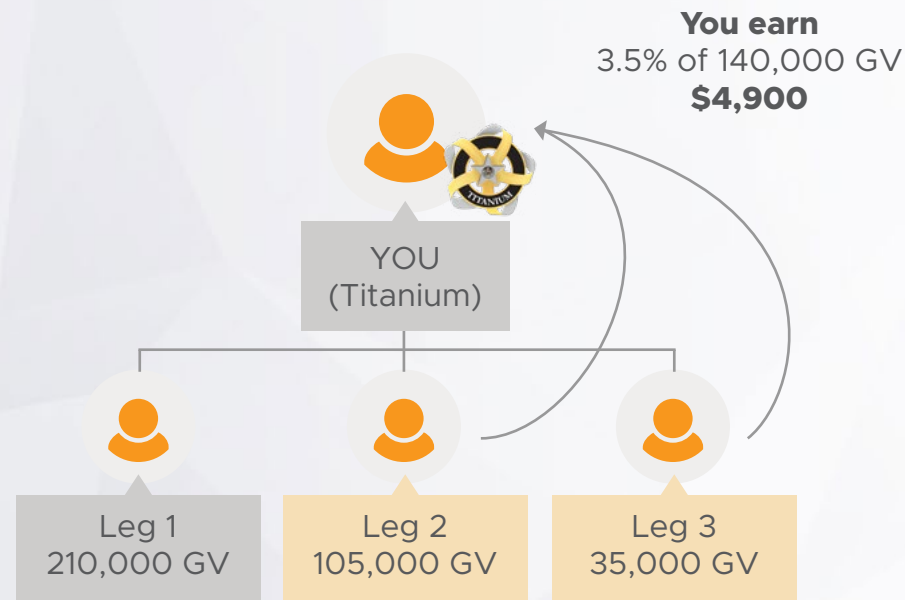 You earn
3.5% of 140,000 GV
$4,900
TITANIUM
YOU
(Titanium)
Leg 1
210,000 GV
Leg 2
105,000 GV
Leg 3
35,000 GV